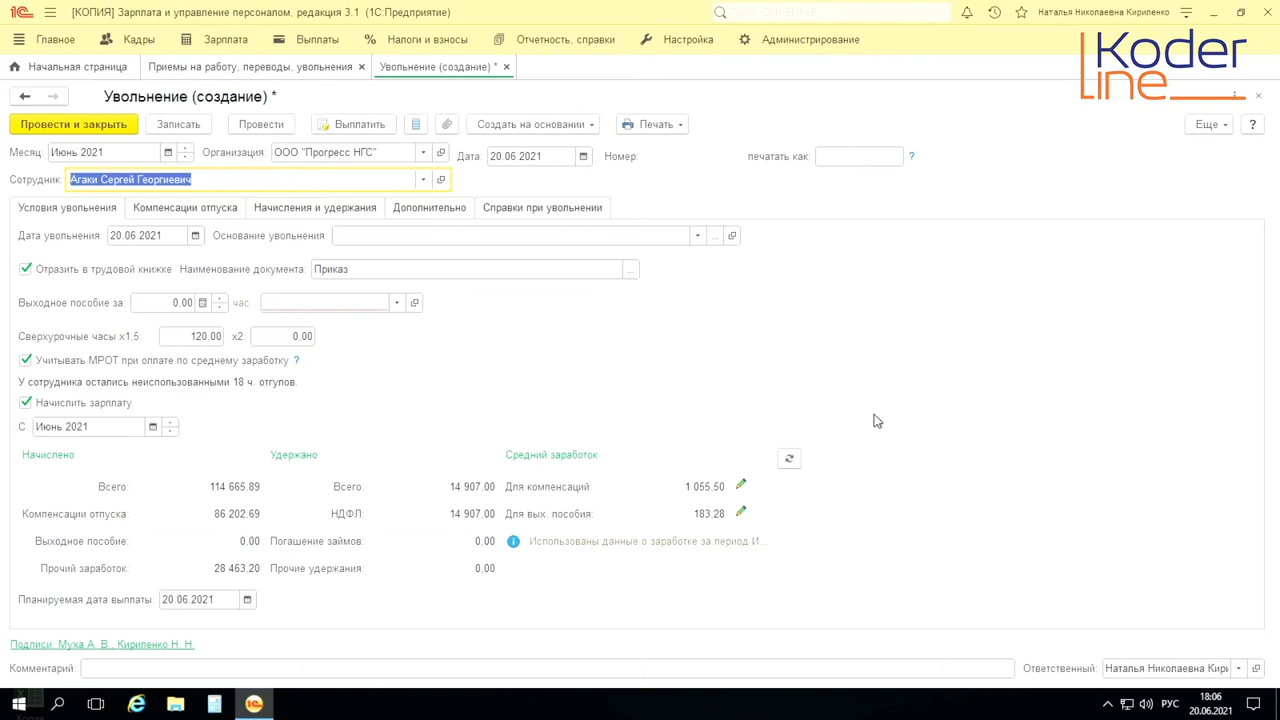 [КОПИЯ] Зарплата и управление персоналом, редакция 3.1 (1С:Предприятие)
Наталья Николаевна Кириленко
Главное Кадры Зарплата Выплаты Налоги и взносы Отчетность, справки Настройка Администрирование
Koder
line
Начальная страница Приемы на работу, переводы, увольнения Увольнение (создание) *
Увольнение (создание) *
Провести и закрыть Записать Провести Выплатить Создать на основании Печать Еще ?
Месяц: Июнь 2021 Организация: ООО "Прогресс НГС" Дата: 20.06.2021 Номер: печатать как: ?
Сотрудник: Агаки Сергей Георгиевич
Условия увольнения Компенсации отпуска Начисления и удержания Дополнительно Справки при увольнении
Дата увольнения: 20.06.2021 Основание увольнения: ...
Отразить в трудовой книжке Наименование документа: Приказ ...
Выходное пособие за: 0.00 час
Сверхурочные часы х1,5: 120.00 х2: 0.00
Учитывать МРОТ при оплате по среднему заработку ?
У сотрудника остались неиспользованными 18 ч. отгулов.
Начислить зарплату
С: Июнь 2021
Начислено Удержано Средний заработок
Всего: 114 665.89 Всего: 14 907.00 Для компенсаций: 1 055.50
Компенсации отпуска: 86 202.69 НДФЛ: 14 907.00 Для вых. пособия: 183.28
Выходное пособие: 0.00 Погашение займов: 0.00 Использованы данные о заработке за период И...
Прочий заработок: 28 463.20 Прочие удержания: 0.00
Планируемая дата выплаты: 20.06.2021
Подписи: Муха А. В., Кириленко Н. Н.
Комментарий: Ответственный: Наталья Николаевна Кири
РУС 18:06
20.06.2021